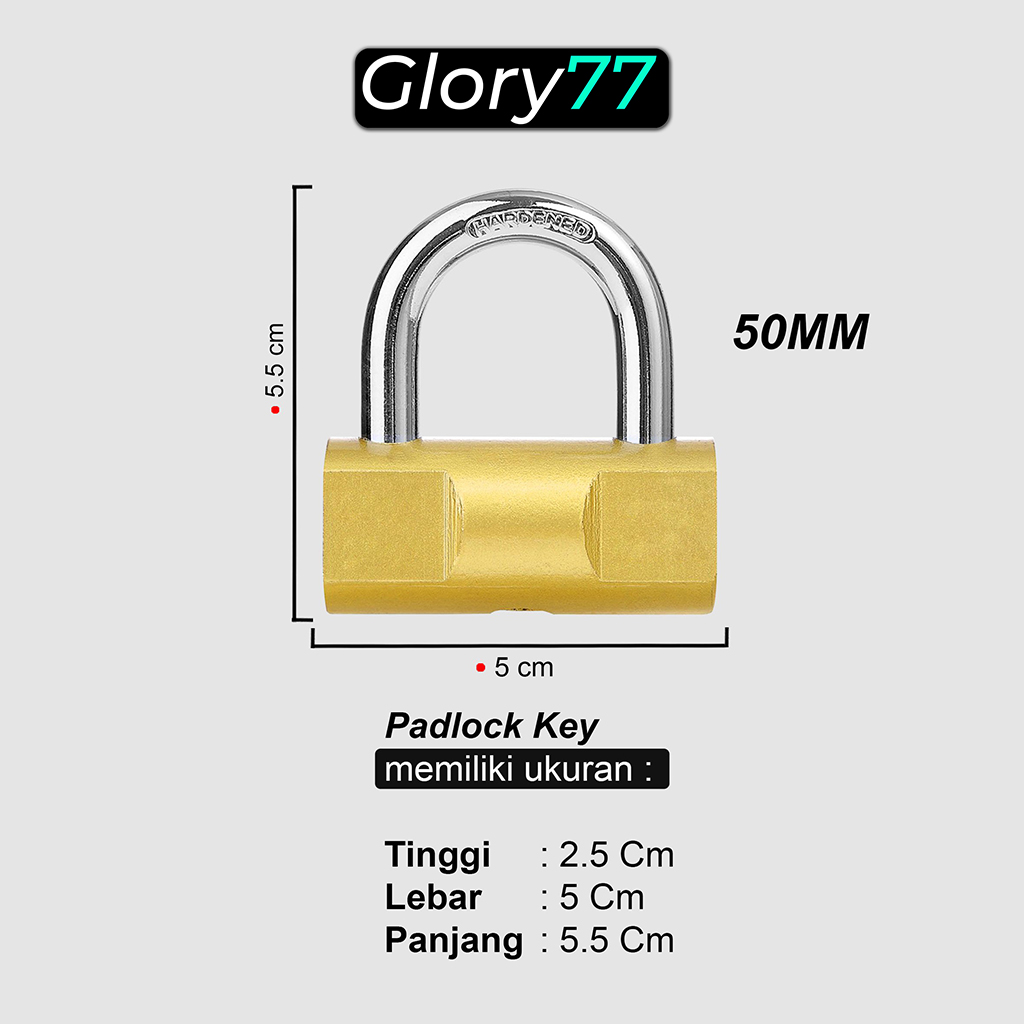 Glory77
HARDENED
50MM
• 5.5 cm
• 5 cm
Padlock Key
memiliki ukuran :
Tinggi : 2.5 Cm
Lebar : 5 Cm
Panjang : 5.5 Cm